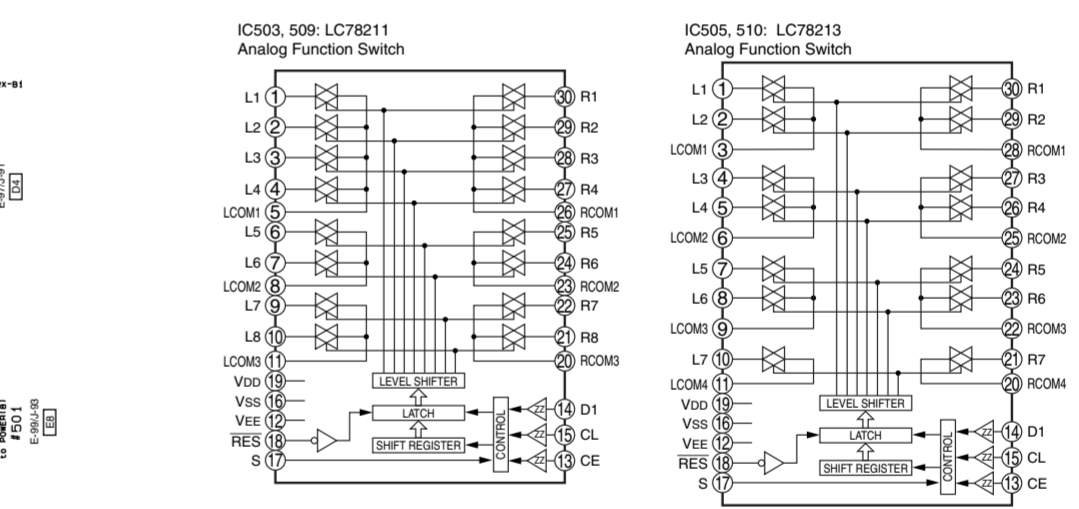 IC503, 509: LC78211
Analog Function Switch
L1 1
30 R1
L2 2
29 R2
L3 3
28 R3
L4 4
27 R4
LCOM1 5
26 RCOM1
L5 6
25 R5
L6 7
24 R6
LCOM2 8
23 RCOM2
L7 9
22 R7
L8 10
21 R8
LCOM3 11
20 RCOM3
VDD 19
LEVEL SHIFTER
VSS 16
LATCH
14 D1
VEE 12
CONTROL
15 CL
RES 18
SHIFT REGISTER
S 17
13 CE
ZZ
ZZ
ZZ
IC505, 510: LC78213
Analog Function Switch
L1 1
30 R1
L2 2
29 R2
LCOM1 3
28 RCOM1
L3 4
27 R3
L4 5
26 R4
LCOM2 6
25 RCOM2
L5 7
24 R5
L6 8
23 R6
LCOM3 9
22 RCOM3
L7 10
21 R7
LCOM4 11
20 RCOM4
VDD 19
LEVEL SHIFTER
VSS 16
LATCH
14 D1
VEE 12
CONTROL
15 CL
RES 18
SHIFT REGISTER
S 17
13 CE
ZZ
ZZ
ZZ
D4
#501
E-99/J-93
E8